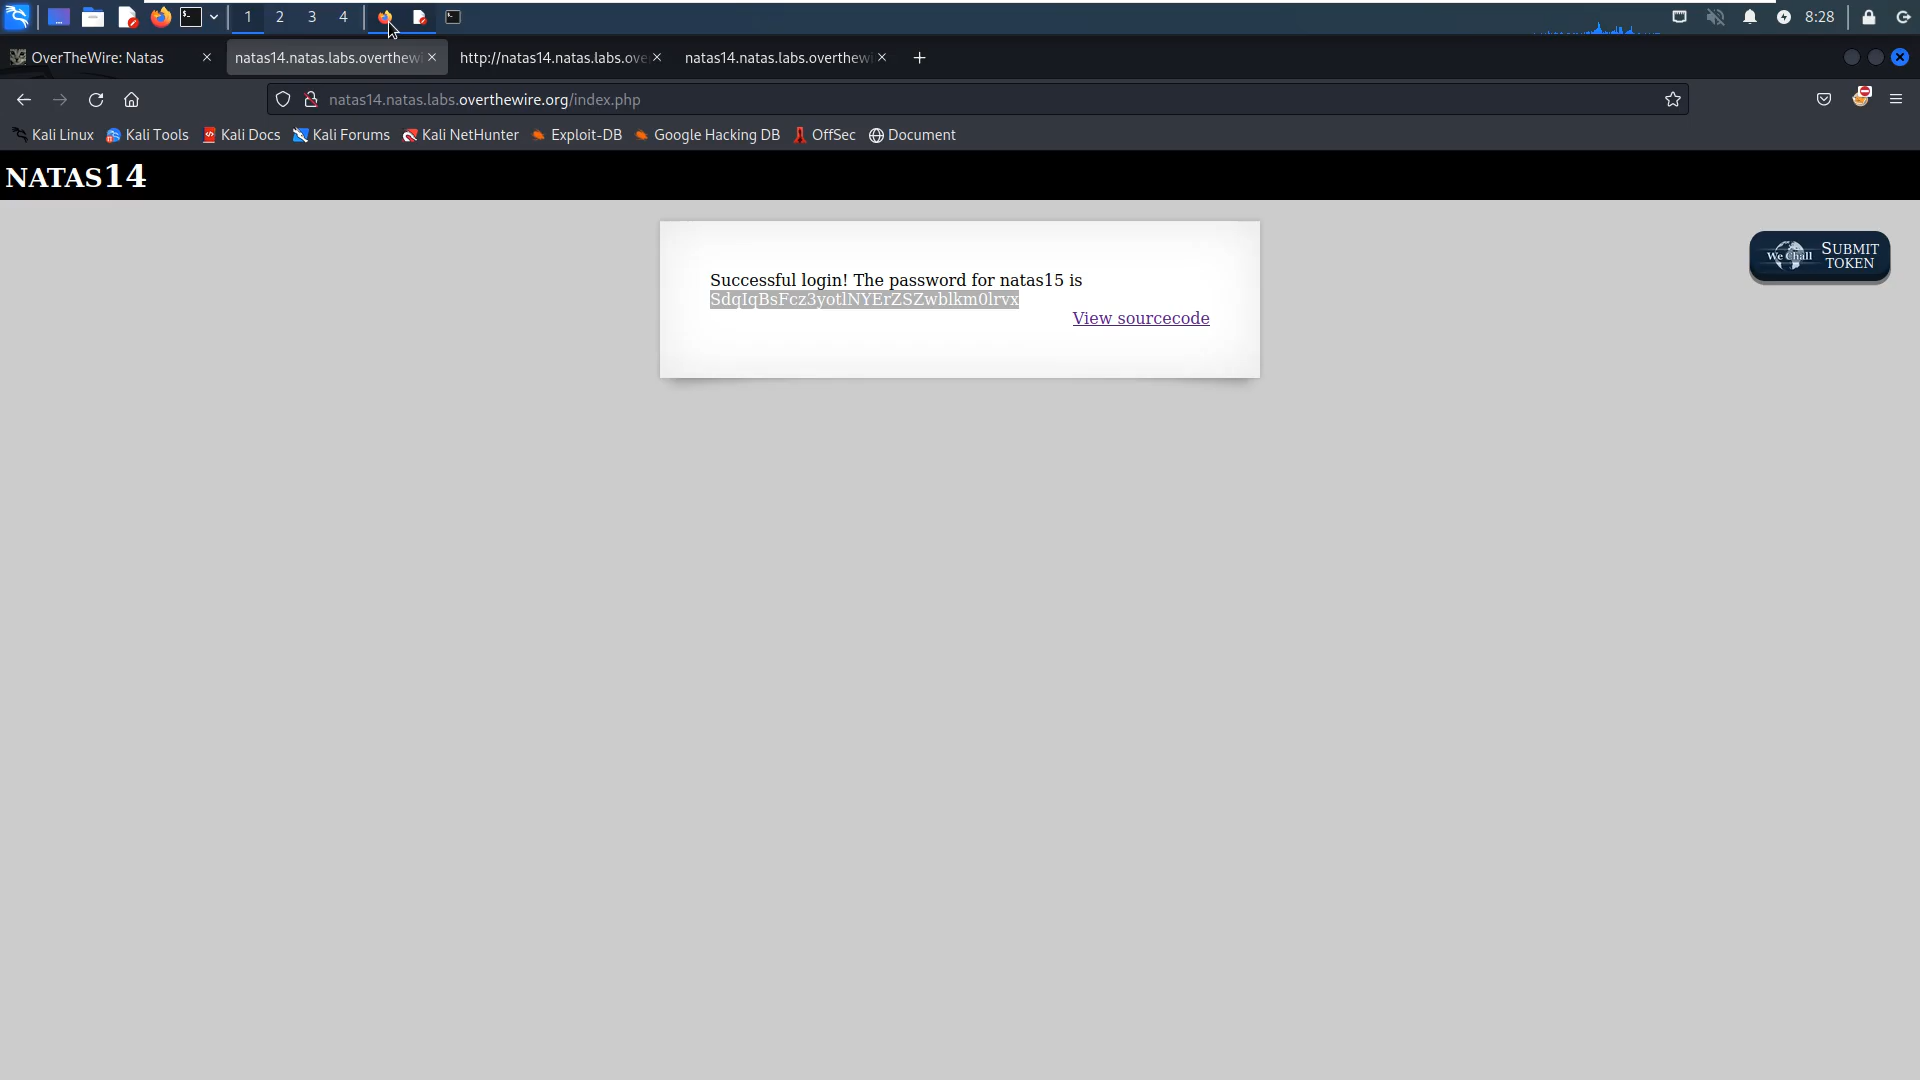 1 2 3 4 8:28
OverTheWire: Natas
natas14.natas.labs.overthewi
http://natas14.natas.labs.ove
natas14.natas.labs.overthewi
natas14.natas.labs.overthewire.org/index.php
Kali Linux Kali Tools Kali Docs Kali Forums Kali NetHunter Exploit-DB Google Hacking DB OffSec Document
NATAS14
Successful login! The password for natas15 is
SdqIqBsFcz3yotlNYErZSZwblkm0lrvx
View sourcecode
We Chall
SUBMIT
TOKEN